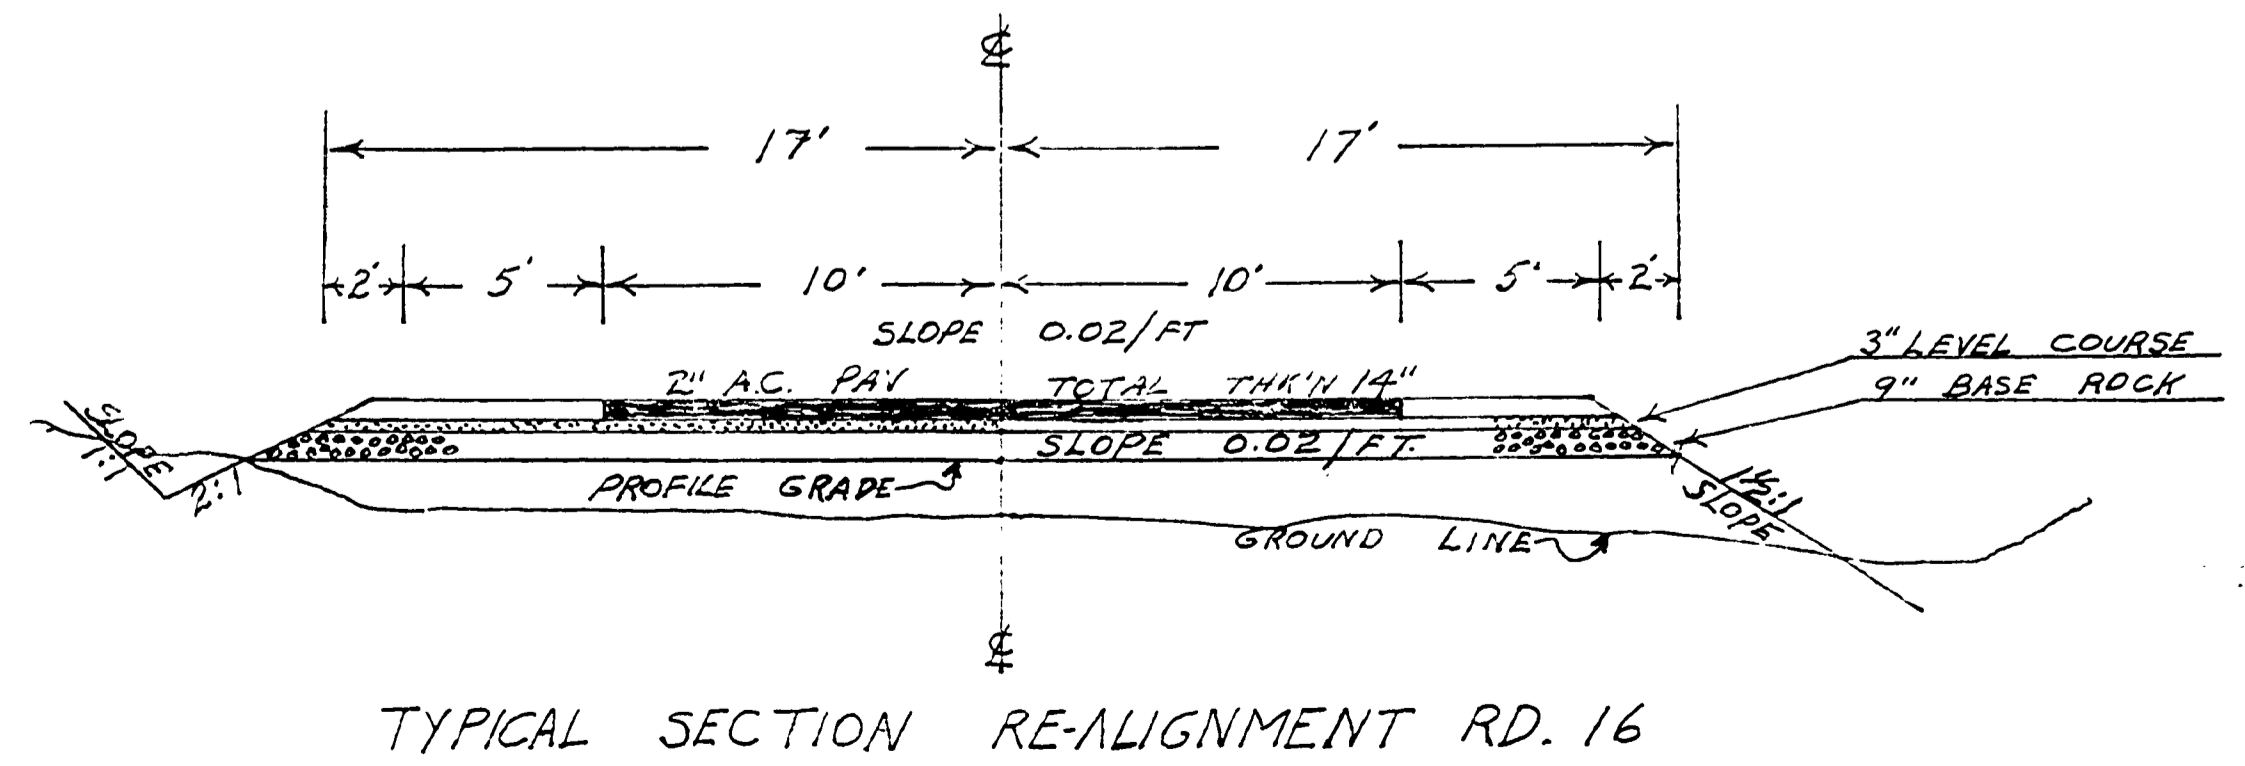 ℄
17' 17'
2' 5' 10' 10' 5' 2'
SLOPE 0.02/FT
3" LEVEL COURSE
2" A.C. PAV TOTAL THK'N 14"
9" BASE ROCK
SLOPE
1:1
2:1
SLOPE 0.02/FT.
PROFILE GRADE
1½:1
SLOPE
GROUND LINE
℄
TYPICAL SECTION RE-ALIGNMENT RD. 16